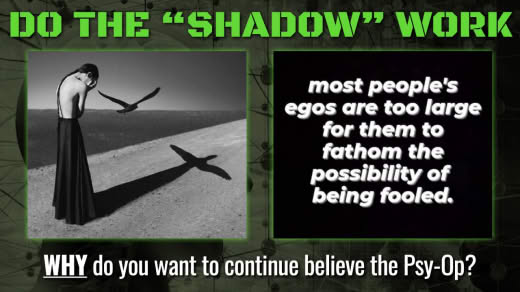 DO THE “SHADOW” WORK
most people's
egos are too large
for them to
fathom the
possibility of
being fooled.
WHY do you want to continue believe the Psy-Op?